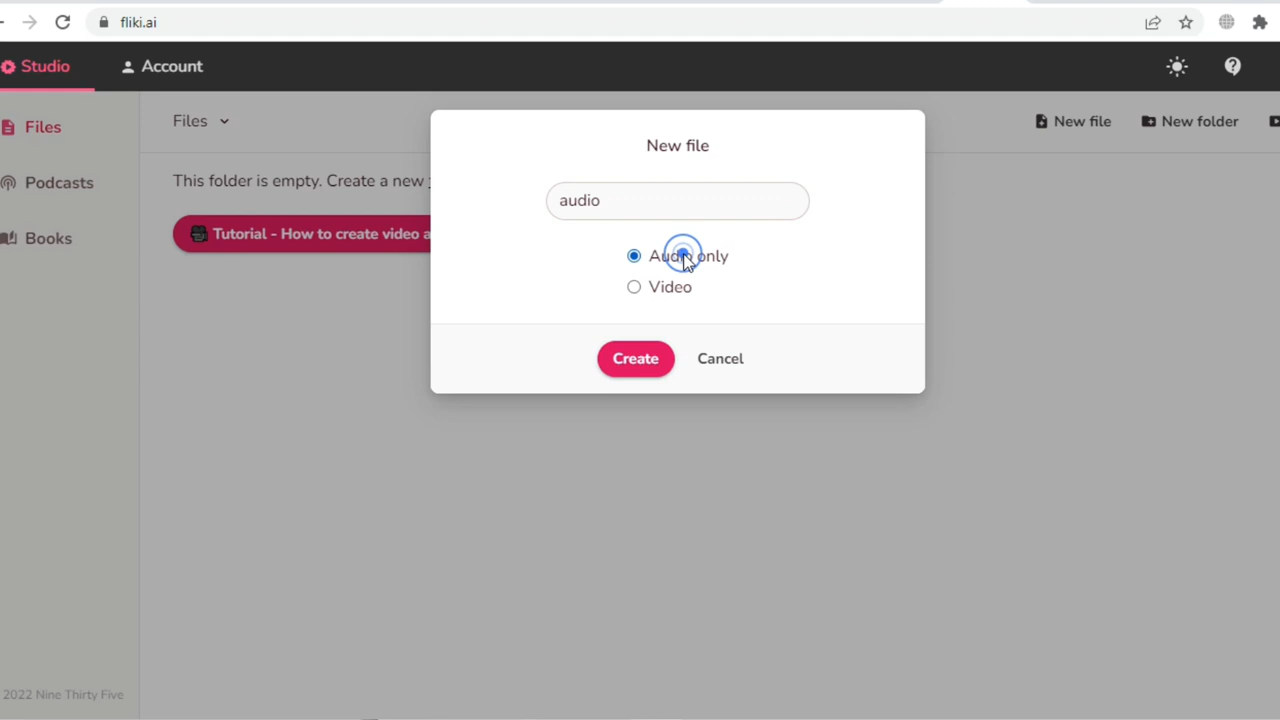 fliki.ai
Studio
Account
Files
Podcasts
Books
Files
New file
New folder
This folder is empty. Create a new
Tutorial - How to create video a
New file
audio
Audio only
Video
Create
Cancel
2022 Nine Thirty Five